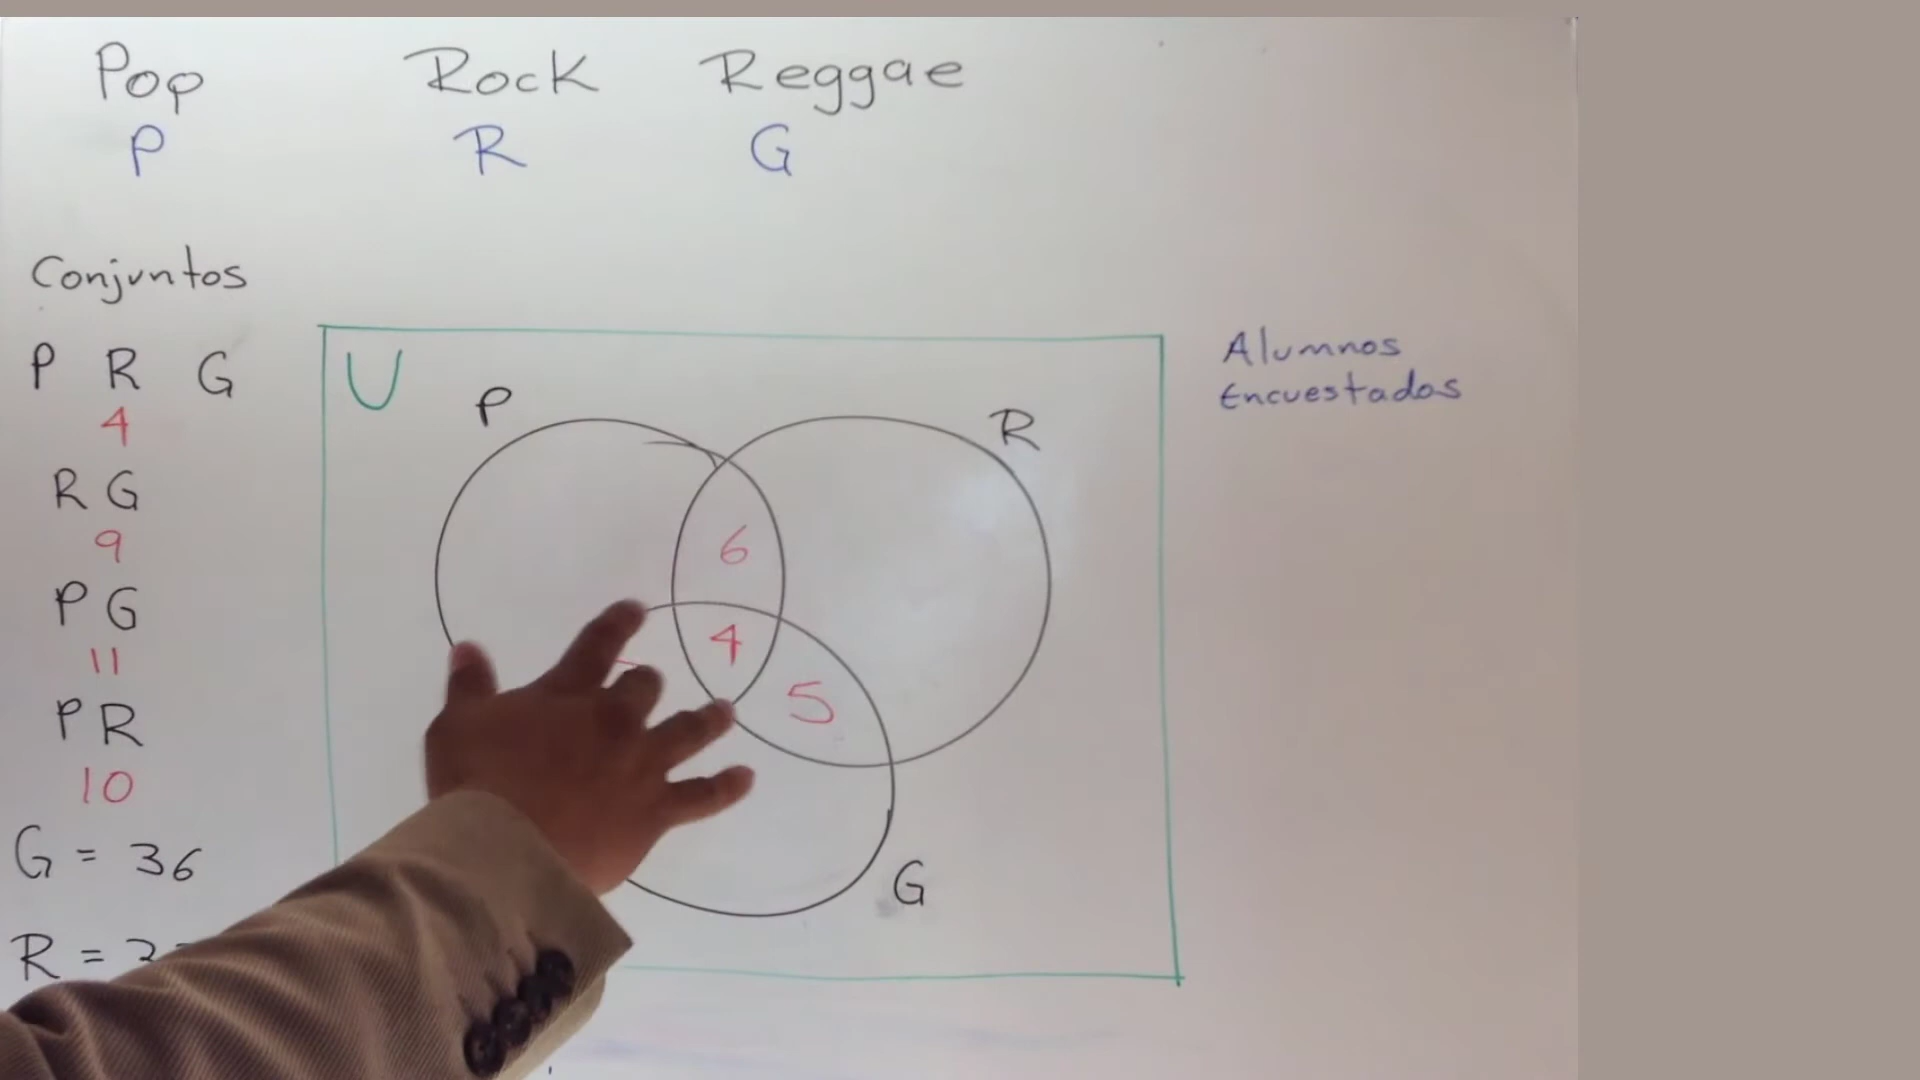 Pop Rock Reggae
P R G
Conjuntos
P R G
4
R G
9
P G
11
P R
10
G = 36
R =
U
P
R
6
4
5
G
Alumnos
Encuestados